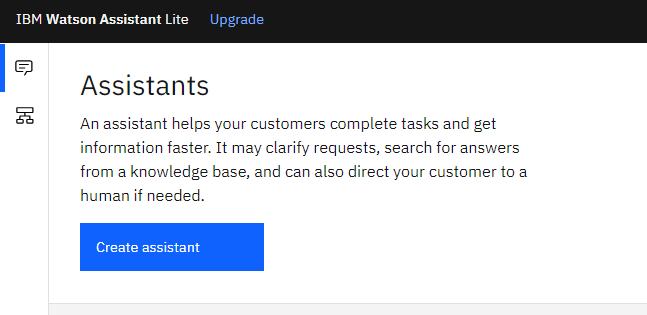 IBM Watson Assistant Lite Upgrade
Assistants
An assistant helps your customers complete tasks and get
information faster. It may clarify requests, search for answers
from a knowledge base, and can also direct your customer to a
human if needed.
Create assistant